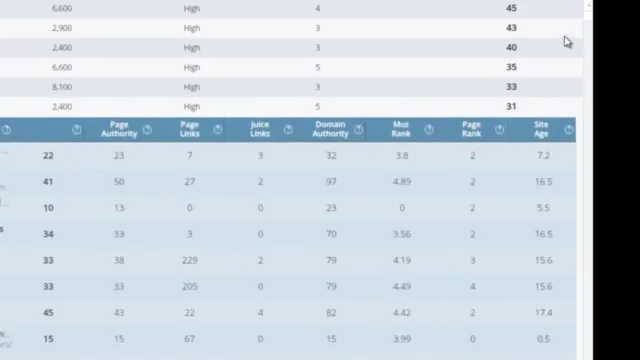 6,600 High 4 45
2,900 High 3 43
2,400 High 3 40
6,600 High 5 35
8,100 High 3 33
2,400 High 5 31
Page Authority Page Links Juice Links Domain Authority Moz Rank Page Rank Site Age
22 23 7 3 32 3.8 2 7.2
41 50 27 2 97 4.89 2 16.5
10 13 0 0 23 0 2 5.5
34 33 3 0 70 3.56 2 16.5
33 38 229 2 79 4.19 3 15.6
33 33 205 0 79 4.49 4 15.6
45 43 22 4 82 4.42 2 17.4
15 15 67 0 15 3.99 0 0.5